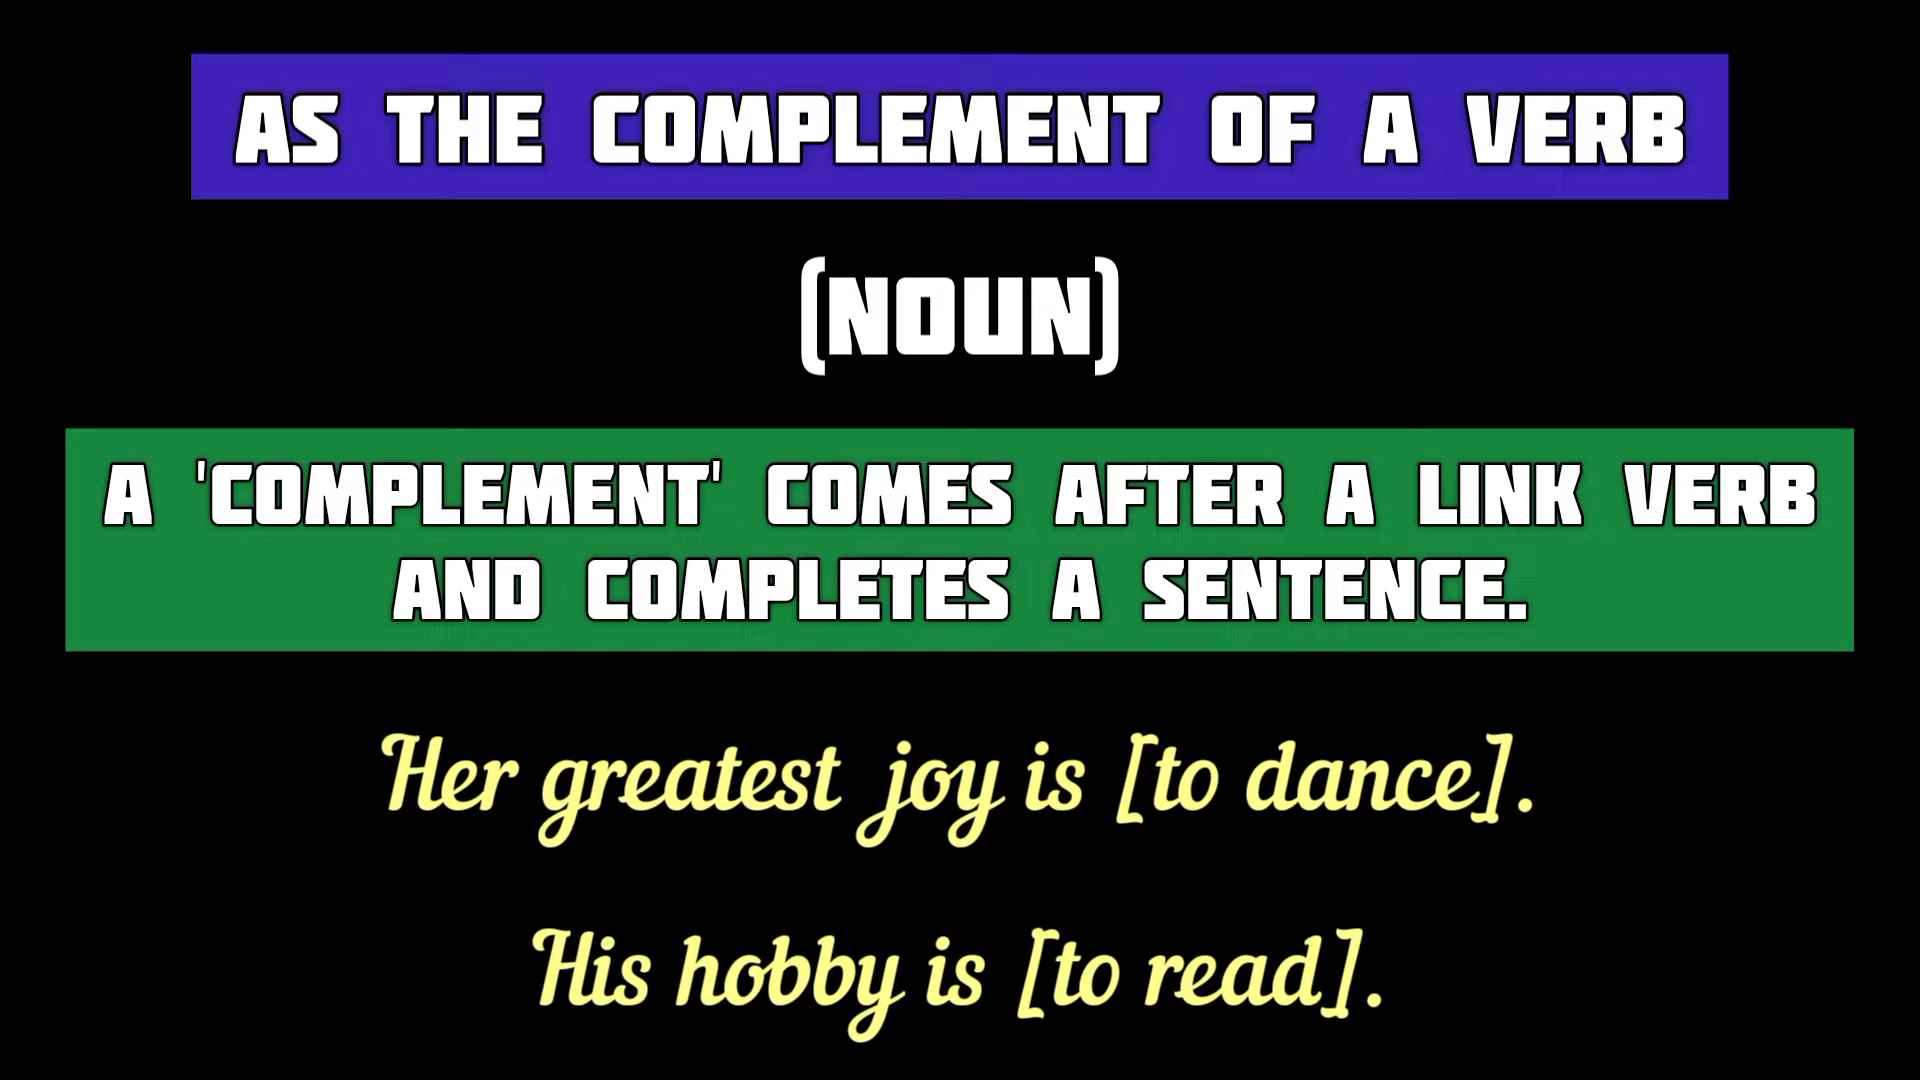 AS THE COMPLEMENT OF A VERB
(NOUN)
A 'COMPLEMENT' COMES AFTER A LINK VERB
AND COMPLETES A SENTENCE.
Her greatest joy is [to dance].
His hobby is [to read].